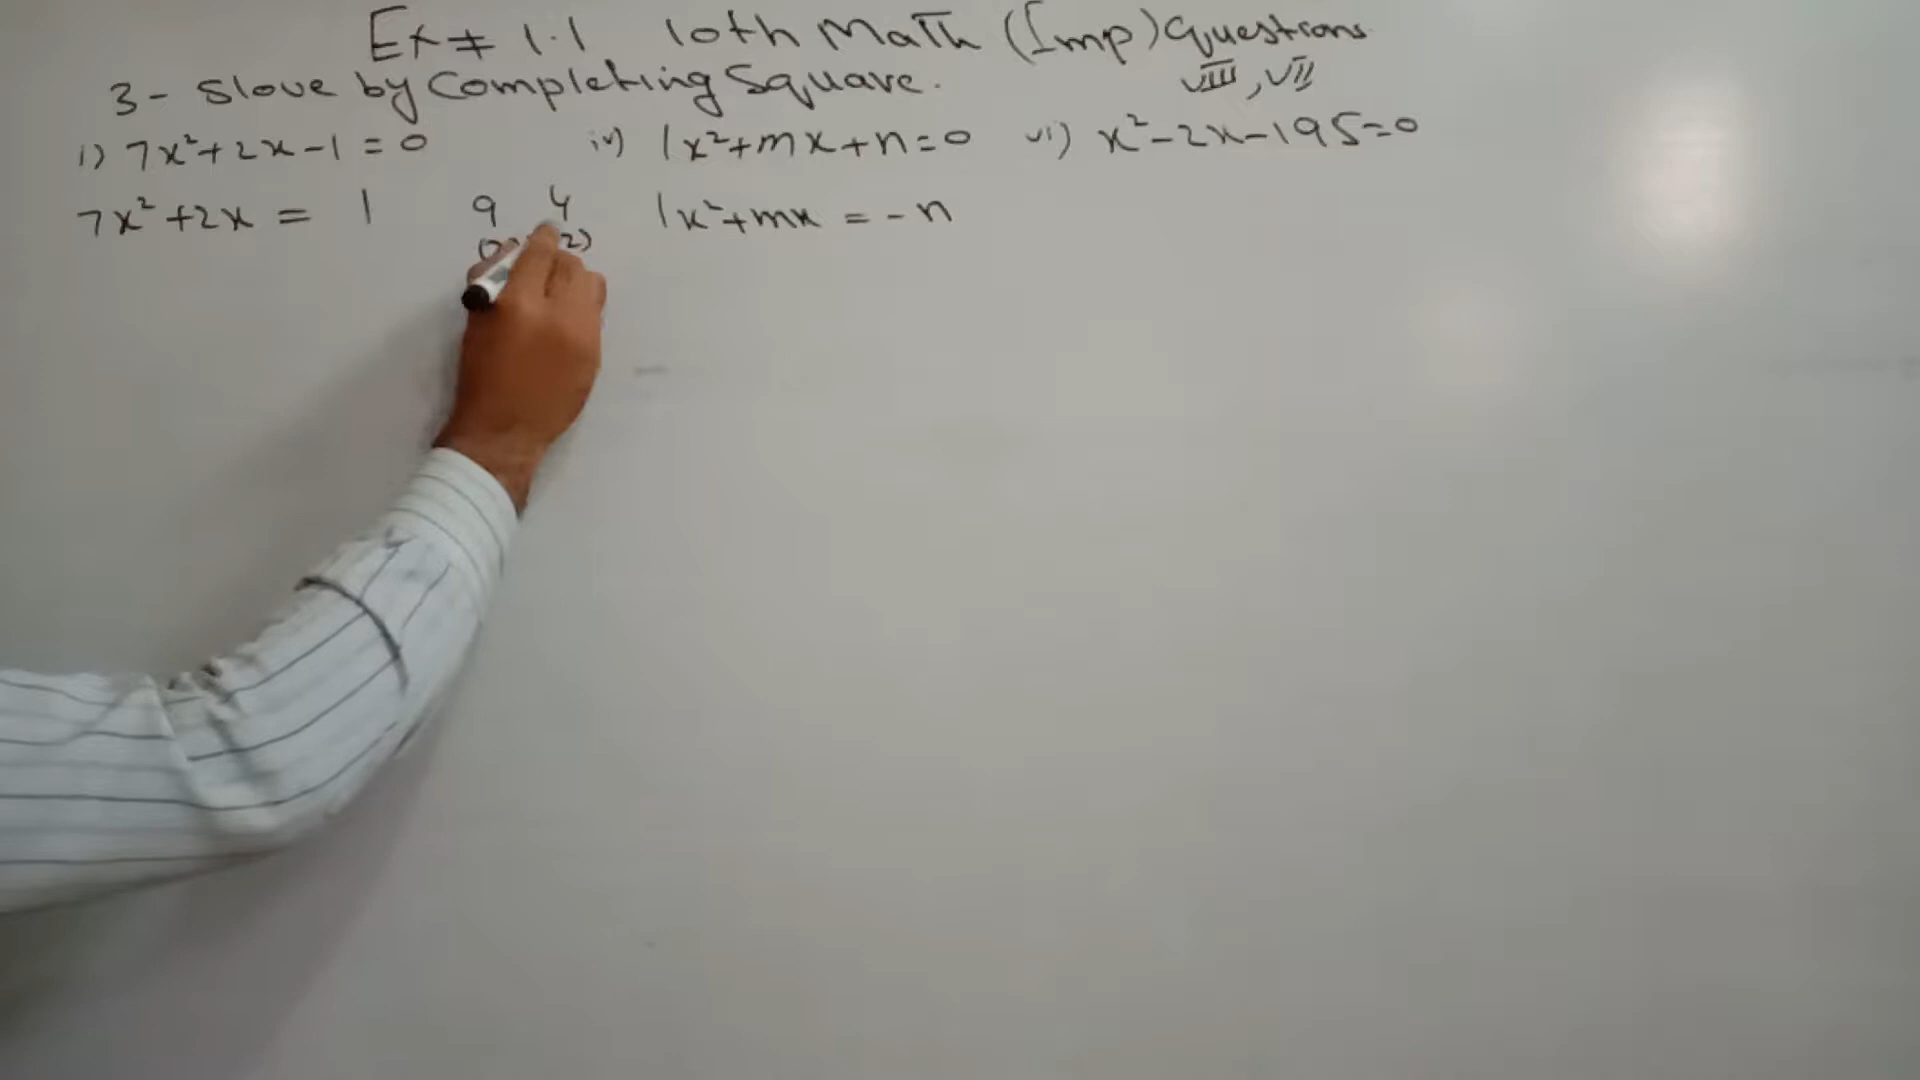 Ex ≠ 1.1 10th Math (Imp) Questions
3- Slove by Completing Square. VIII, VII
i) 7x²+2x-1=0 iv) lx²+mx+n=0 vi) x²-2x-195=0
7x²+2x = 1 9 4 lx²+mx = -n
2)